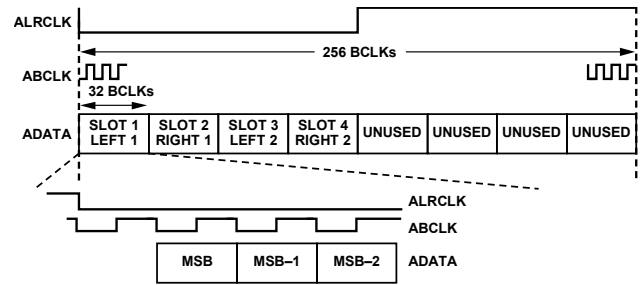 ALRCLK
256 BCLKs
ABCLK
32 BCLKs
ADATA
SLOT 1
LEFT 1
SLOT 2
RIGHT 1
SLOT 3
LEFT 2
SLOT 4
RIGHT 2
UNUSED
UNUSED
UNUSED
UNUSED
ALRCLK
ABCLK
MSB
MSB–1
MSB–2
ADATA